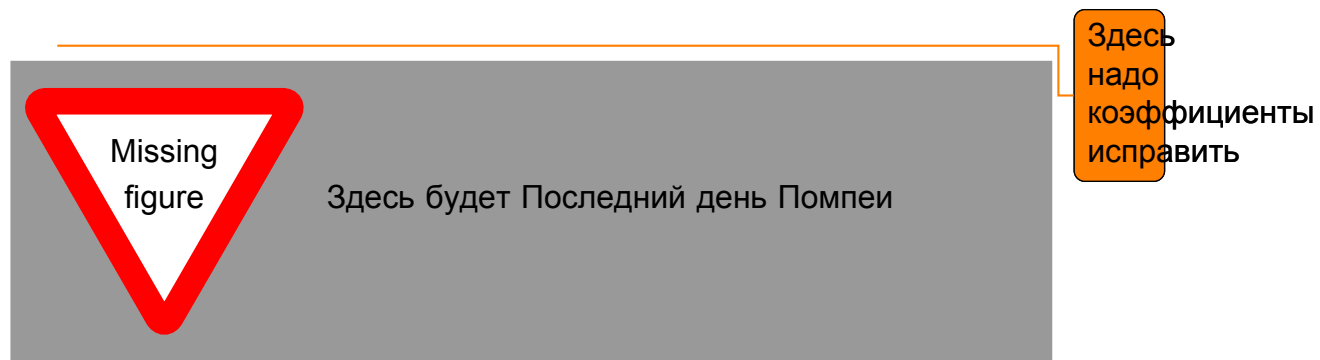 Здесь
надо
коэффициенты
исправить
Missing
figure
Здесь будет Последний день Помпеи